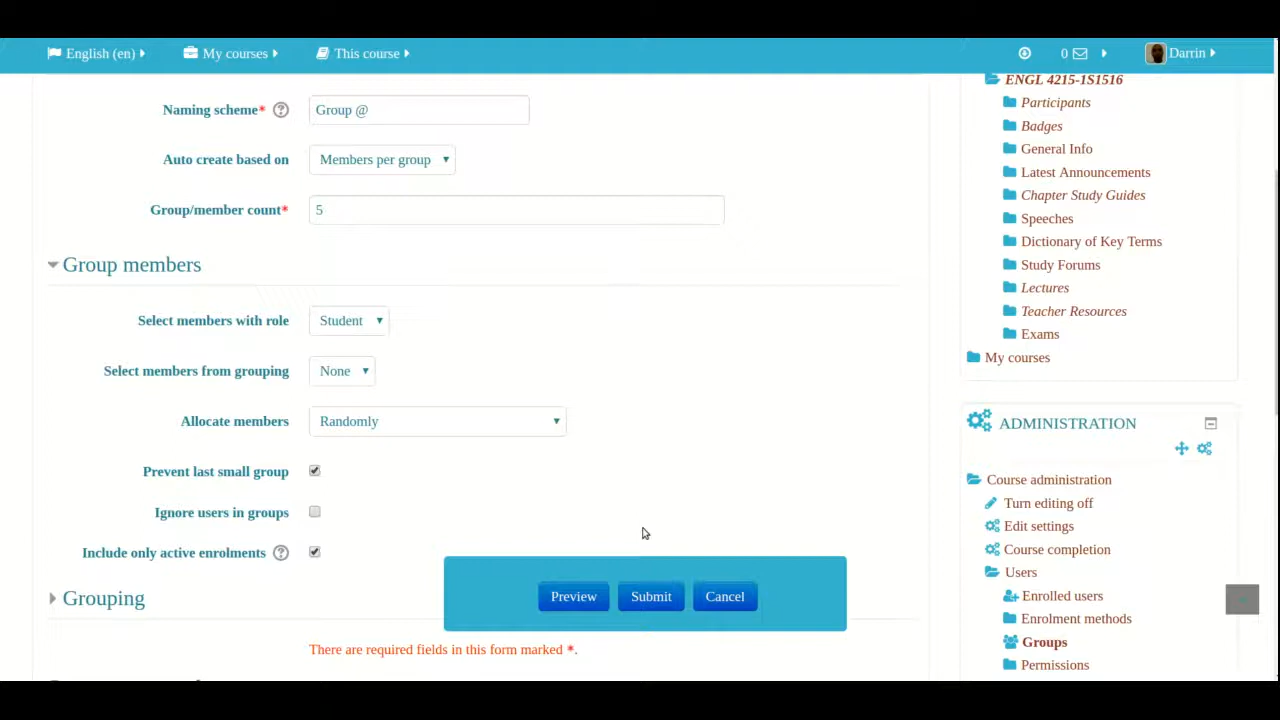 English (en) My courses This course 0 Darrin
Naming scheme* Group @
Auto create based on Members per group
Group/member count* 5
Group members
Select members with role Student
Select members from grouping None
Allocate members Randomly
Prevent last small group
Ignore users in groups
Include only active enrolments
Grouping
Preview Submit Cancel
There are required fields in this form marked *.
ENGL 4215-1S1516
Participants
Badges
General Info
Latest Announcements
Chapter Study Guides
Speeches
Dictionary of Key Terms
Study Forums
Lectures
Teacher Resources
Exams
My courses
ADMINISTRATION
Course administration
Turn editing off
Edit settings
Course completion
Users
Enrolled users
Enrolment methods
Groups
Permissions